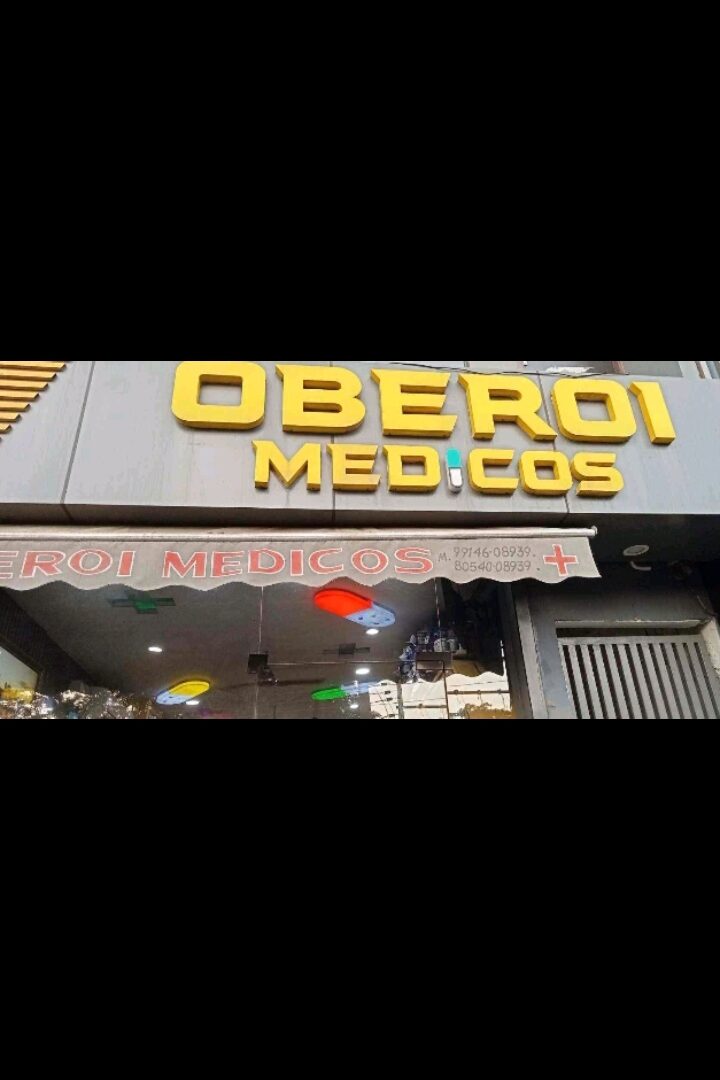 OBEROI
MEDICOS
EROI MEDICOS M. 99146-08939.
80540-08939.